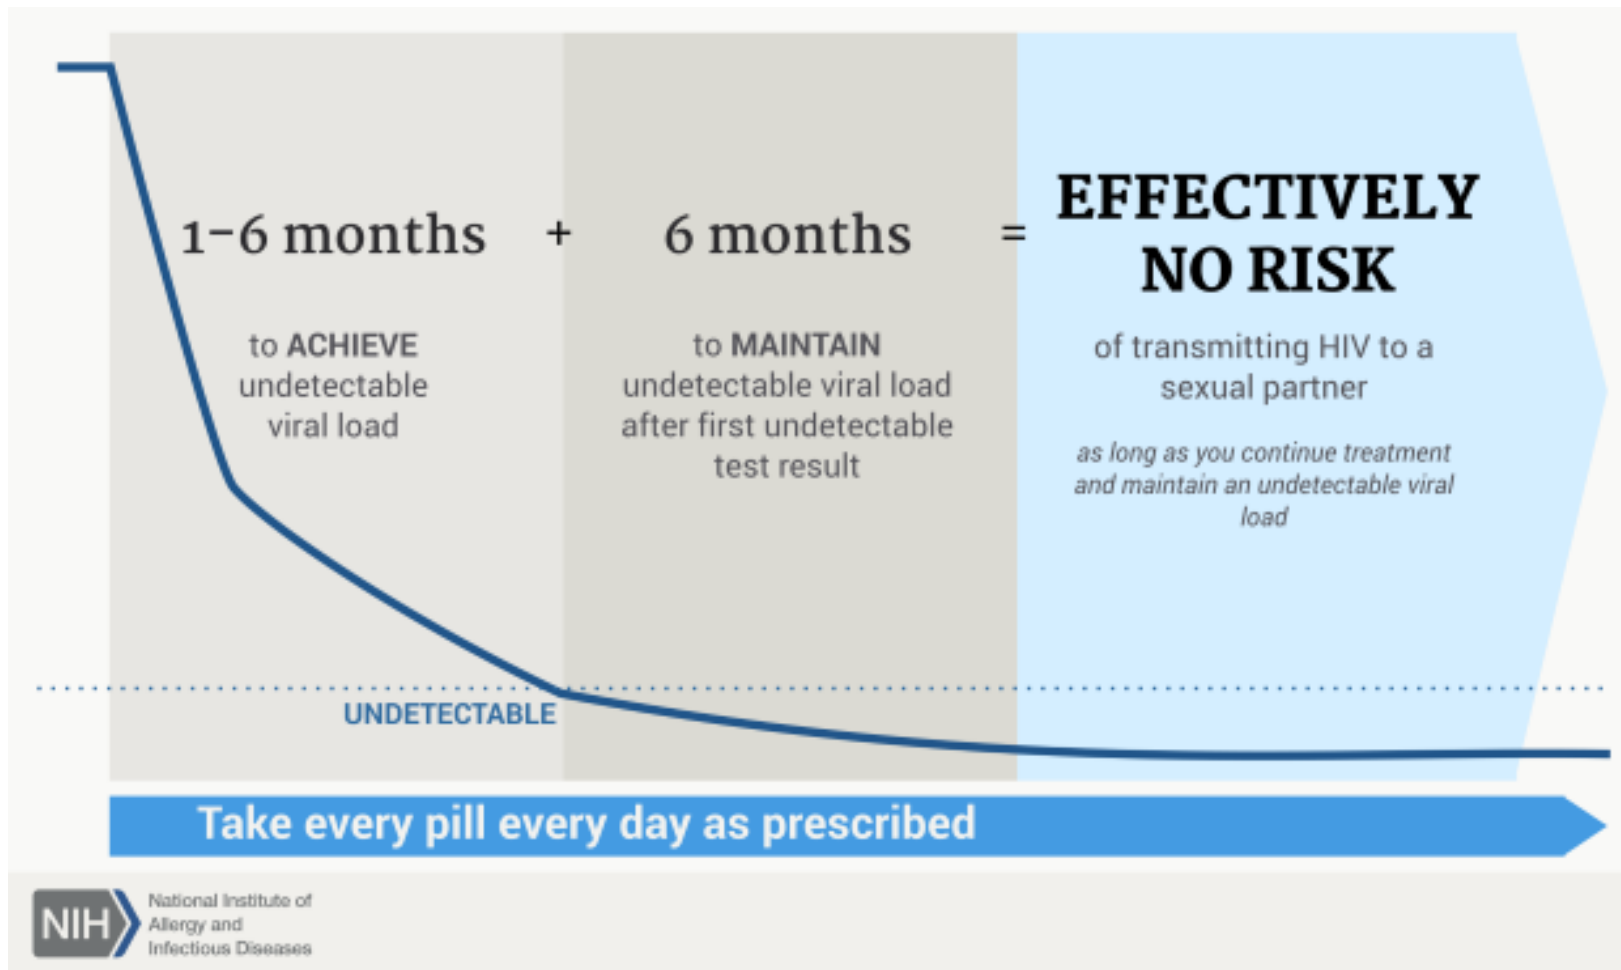 1-6 months
+
6 months
=
EFFECTIVELY
NO RISK
to ACHIEVE
undetectable
viral load
to MAINTAIN
undetectable viral load
after first undetectable
test result
of transmitting HIV to a
sexual partner
as long as you continue treatment
and maintain an undetectable viral
load
UNDETECTABLE
Take every pill every day as prescribed
NIH
National Institute of
Allergy and
Infectious Diseases